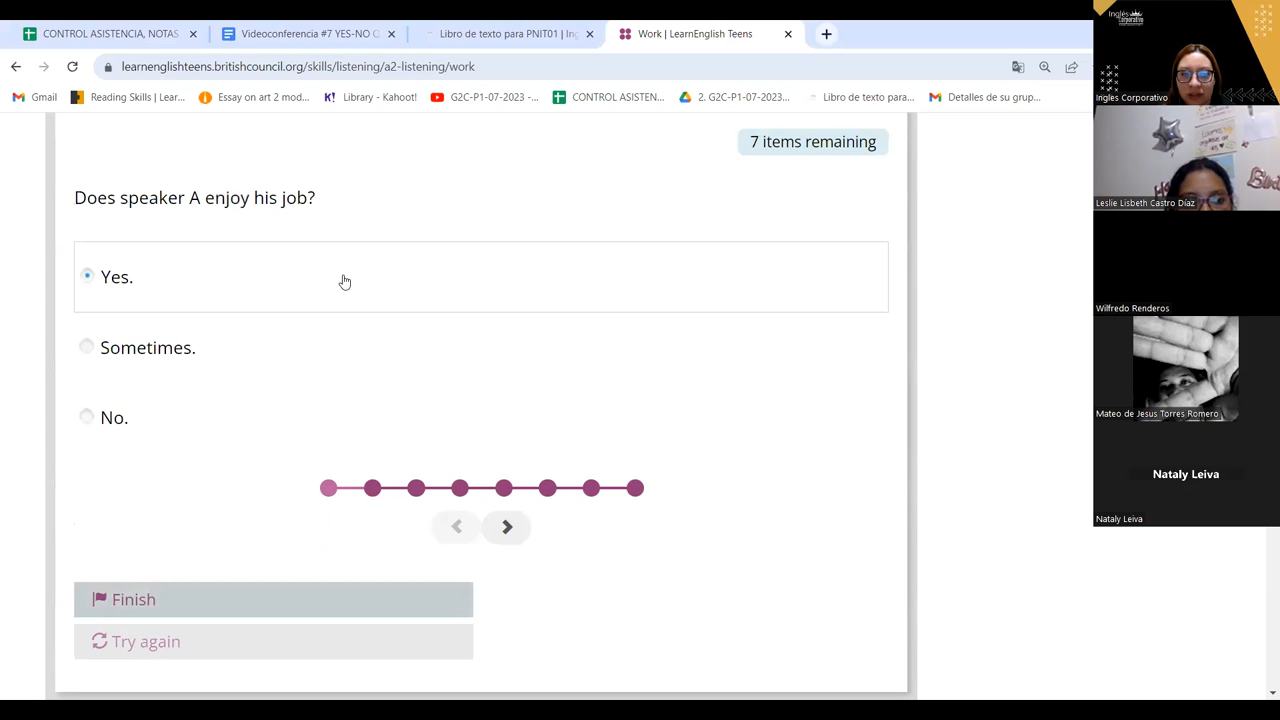 CONTROL ASISTENCIA, NOTAS
Videoconferencia #7 YES-NO
Libro de texto para PNIT01 | Ing
Work | LearnEnglish Teens
learnenglishteens.britishcouncil.org/skills/listening/a2-listening/work
Gmail
Reading Skills | Lear...
Essay on art 2 mod...
Library - Ka
G2C-P1-07-2023 -...
CONTROL ASISTEN...
2. G2C-P1-07-2023...
Libro de texto para...
Detalles de su grup...
7 items remaining
Does speaker A enjoy his job?
Yes.
Sometimes.
No.
Finish
Try again
Inglés
Corporativo
Ingles Corporativo
Leslie Lisbeth Castro Díaz
Wilfredo Renderos
Mateo de Jesus Torres Romero
Nataly Leiva
Nataly Leiva